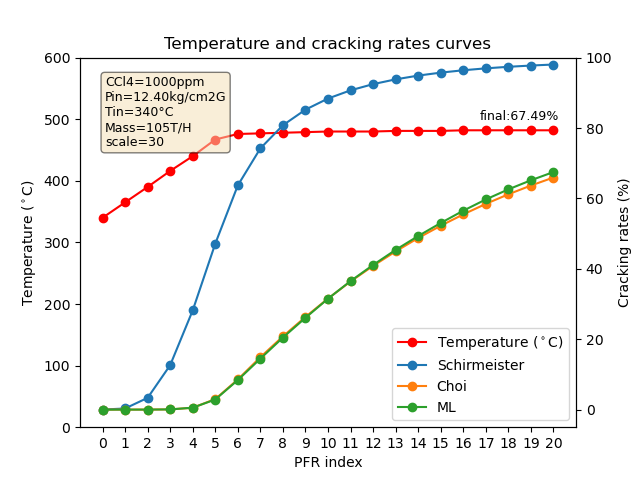 Temperature and cracking rates curves
600
500
400
300
200
100
0
Temperature (°C)
CCl4=1000ppm
Pin=12.40kg/cm2G
Tin=340°C
Mass=105T/H
scale=30
final:67.49%
100
80
60
40
20
0
Cracking rates (%)
Temperature (°C)
Schirmeister
Choi
ML
0 1 2 3 4 5 6 7 8 9 10 11 12 13 14 15 16 17 18 19 20
PFR index